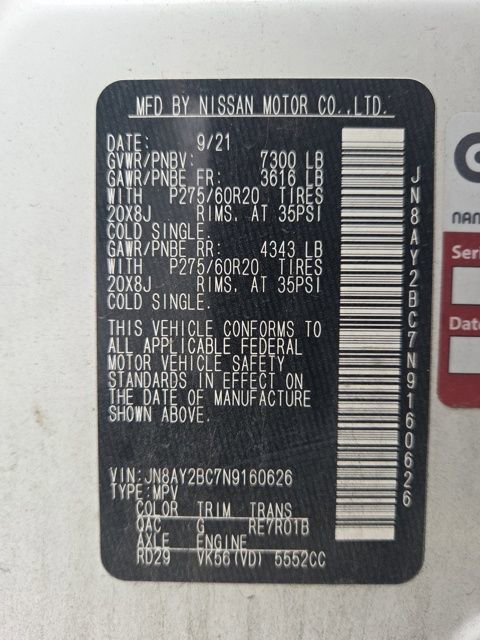 MFD BY NISSAN MOTOR CO.,LTD.
DATE: 9/21
GVWR/PNBV: 7300 LB
GAWR/PNBE FR: 3616 LB
WITH P275/60R20 TIRES
20X8J RIMS, AT 35PSI
COLD SINGLE.
GAWR/PNBE RR: 4343 LB
WITH P275/60R20 TIRES
20X8J RIMS, AT 35PSI
COLD SINGLE.
THIS VEHICLE CONFORMS TO
ALL APPLICABLE FEDERAL
MOTOR VEHICLE SAFETY
STANDARDS IN EFFECT ON
THE DATE OF MANUFACTURE
SHOWN ABOVE.
VIN:JN8AY2BC7N9160626
TYPE:MPV
COLOR TRIM TRANS
QAC G RE7R01B
AXLE ENGINE
RD29 VK56(VD) 5552CC
JN8AY2BC7N9160626
Seri
Date